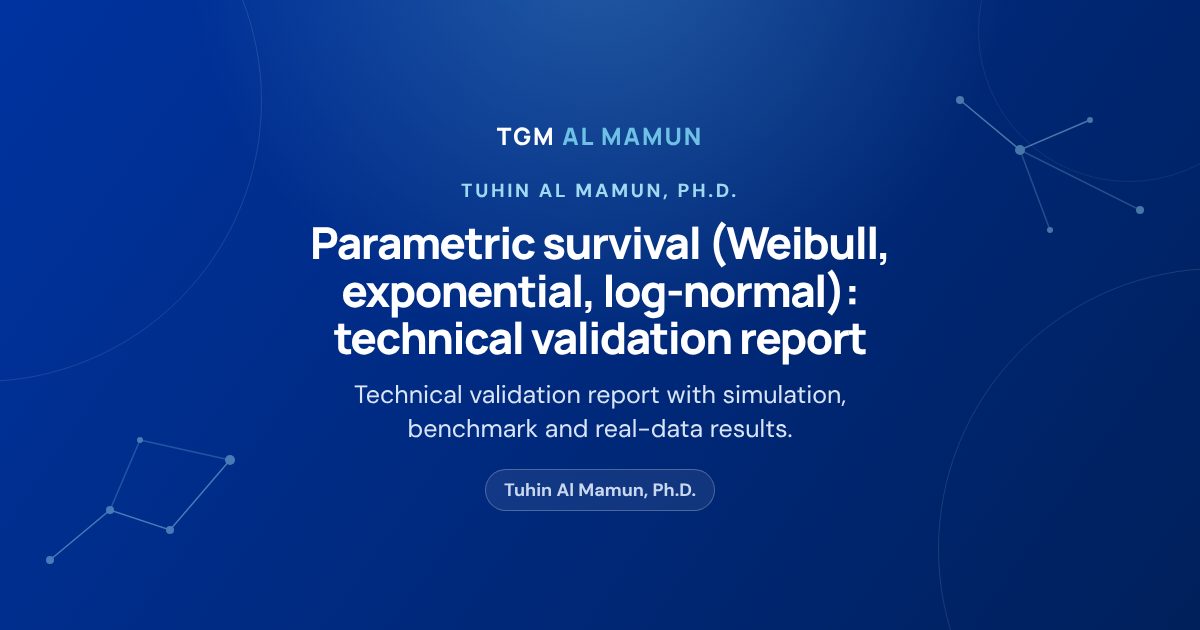 TGM AL MAMUN
TUHIN AL MAMUN, PH.D.
Parametric survival (Weibull,
exponential, log-normal):
technical validation report
Technical validation report with simulation,
benchmark and real-data results.
Tuhin Al Mamun, Ph.D.